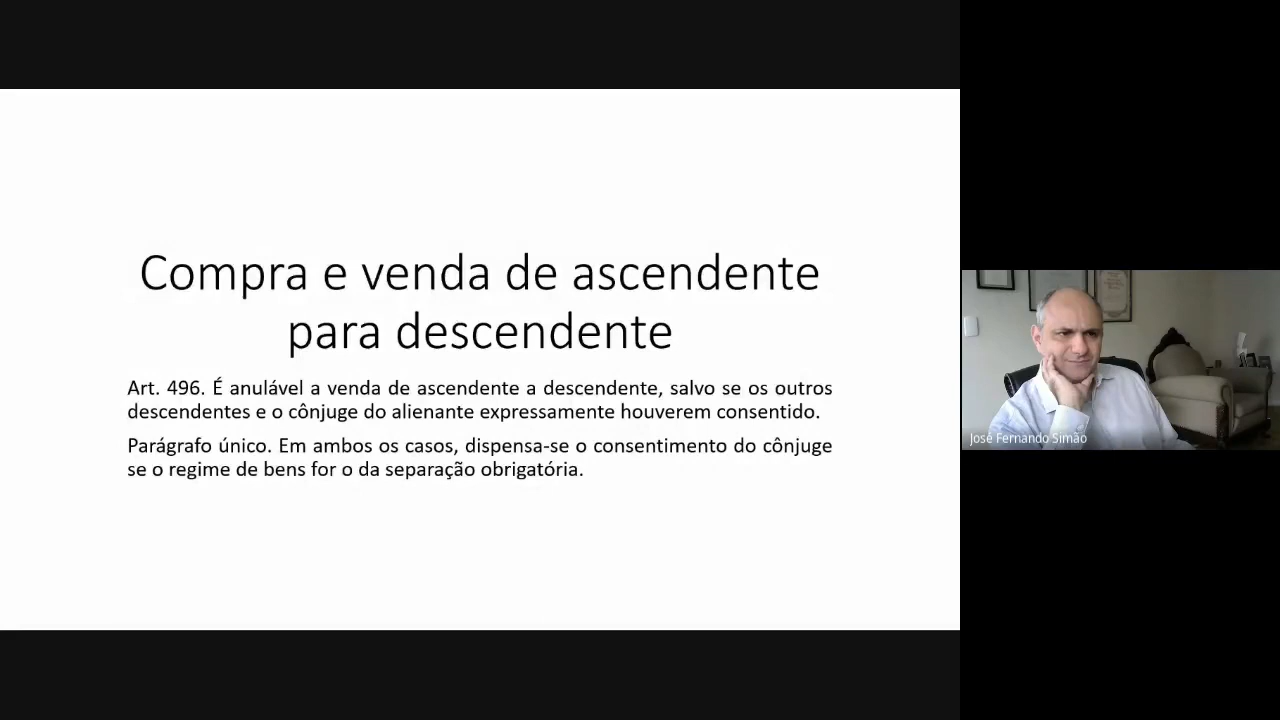 Compra e venda de ascendente
para descendente
Art. 496. É anulável a venda de ascendente a descendente, salvo se os outros
descendentes e o cônjuge do alienante expressamente houverem consentido.
Parágrafo único. Em ambos os casos, dispensa-se o consentimento do cônjuge
se o regime de bens for o da separação obrigatória.
José Fernando Simão